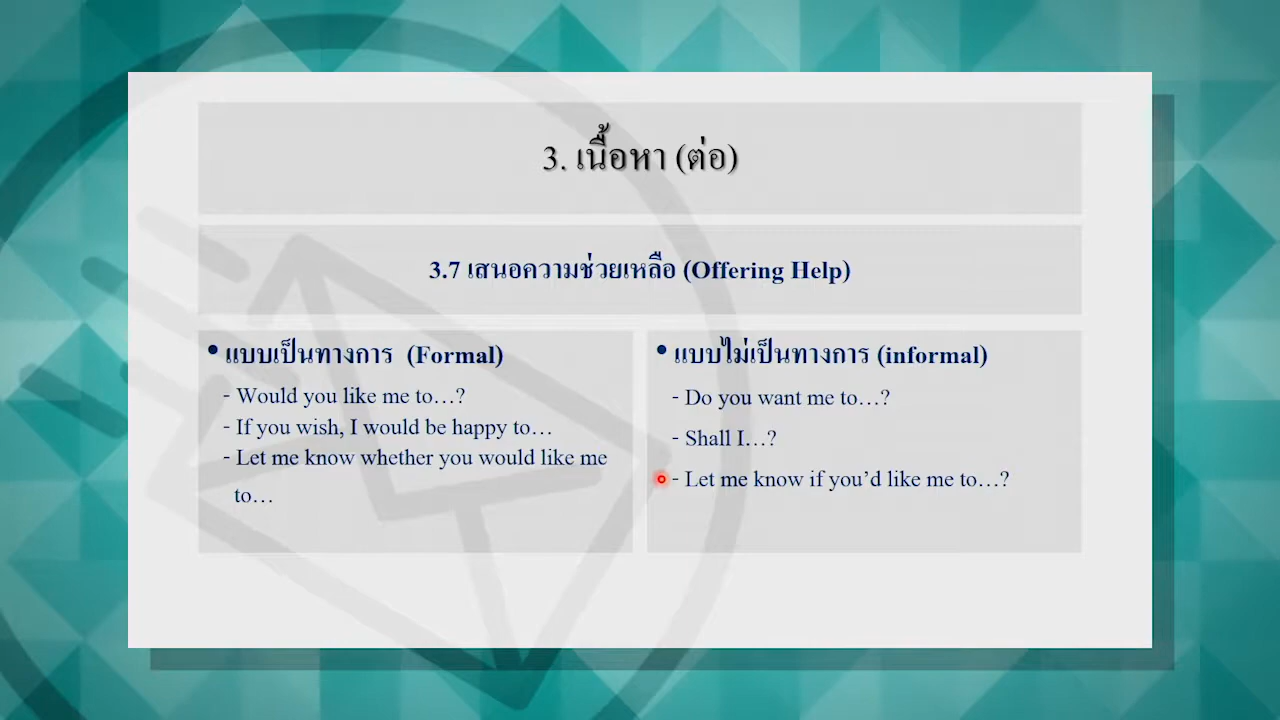 3. เนื้อหา (ต่อ)
3.7 เสนอความช่วยเหลือ (Offering Help)
• แบบเป็นทางการ (Formal)
- Would you like me to…?
- If you wish, I would be happy to…
- Let me know whether you would like me
to…
• แบบไม่เป็นทางการ (informal)
- Do you want me to…?
- Shall I…?
- Let me know if you’d like me to…?